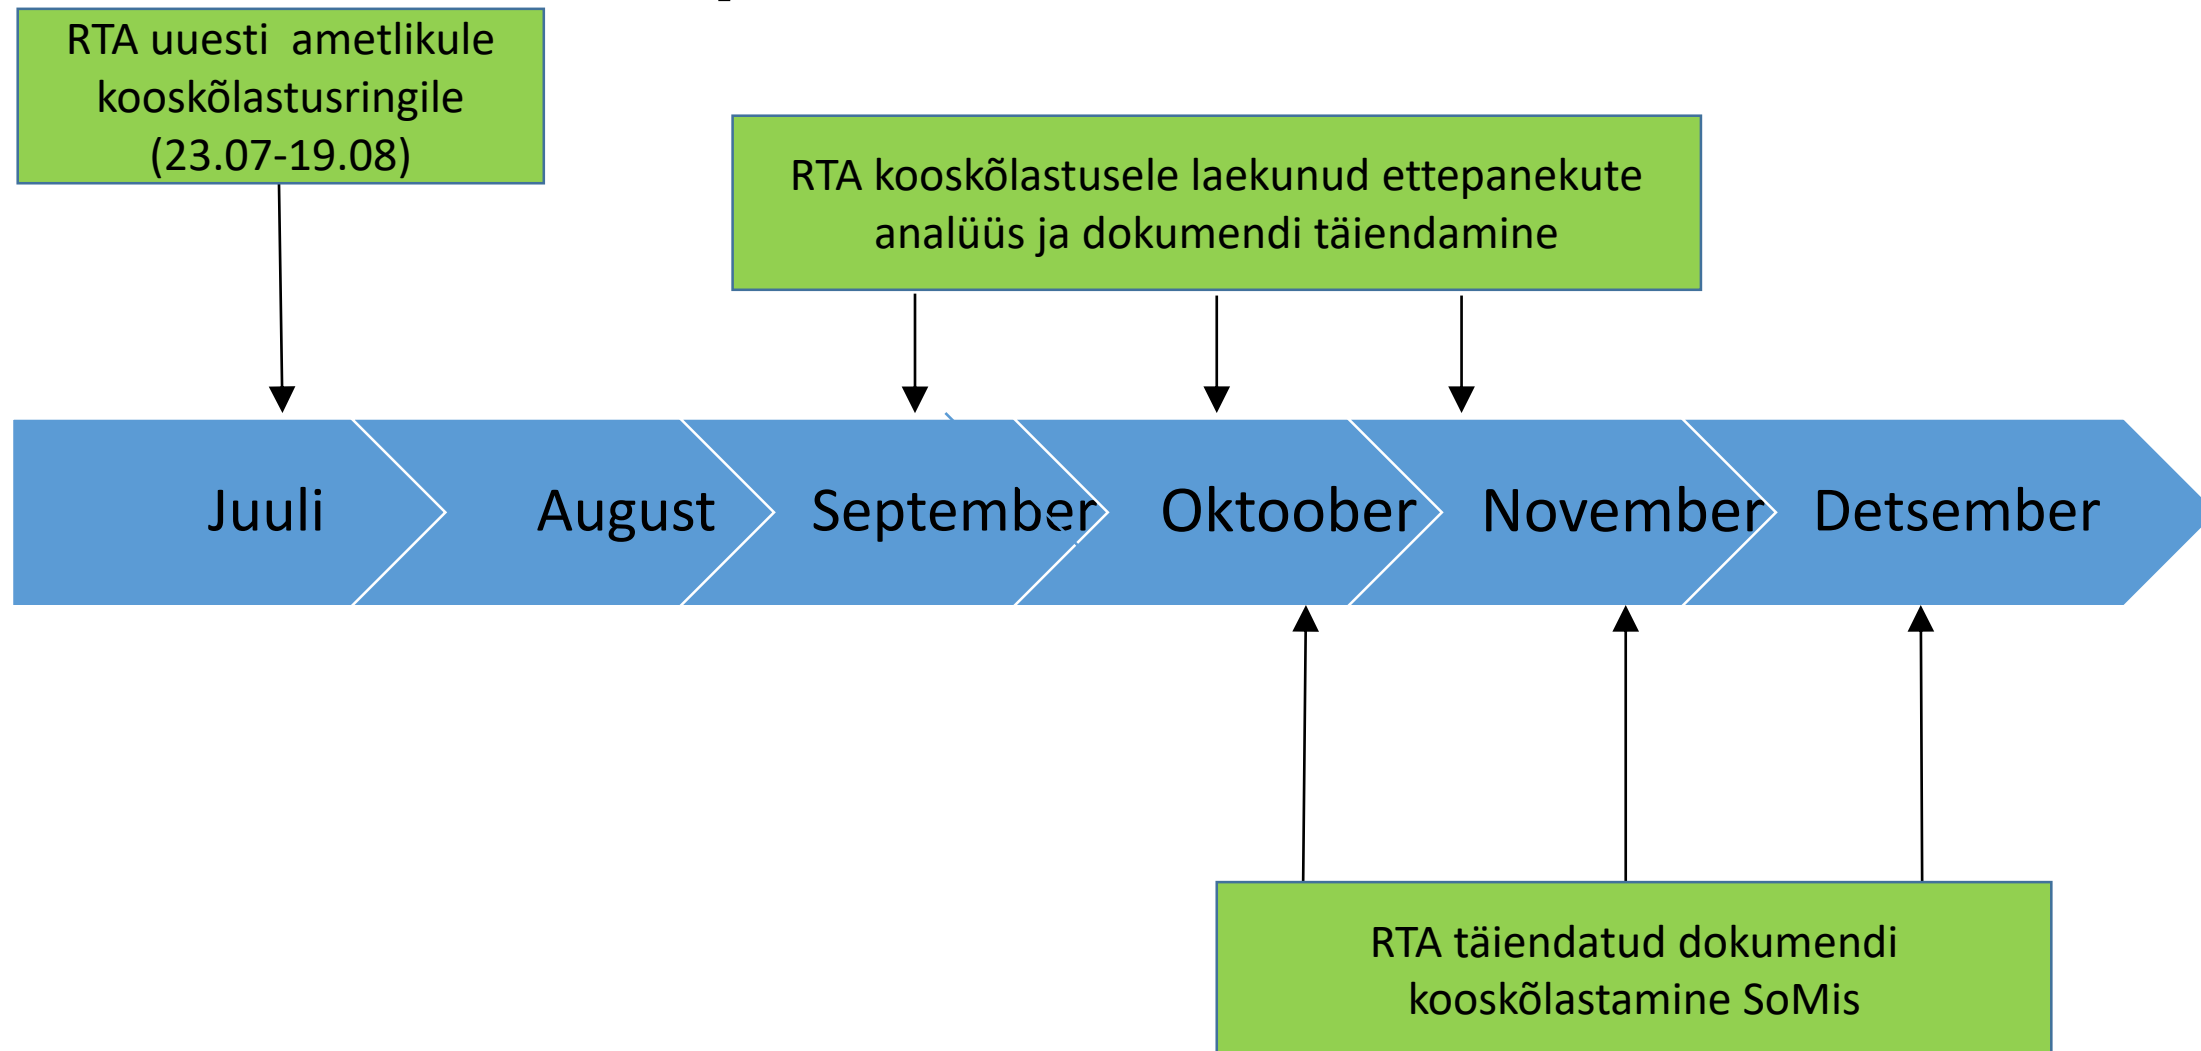 RTA uuesti ametlikule
kooskõlastusringile
(23.07-19.08)
RTA kooskõlastusele laekunud ettepanekute
analüüs ja dokumendi täiendamine
Juuli
August
September
Oktoober
November
Detsember
RTA täiendatud dokumendi
kooskõlastamine SoMis